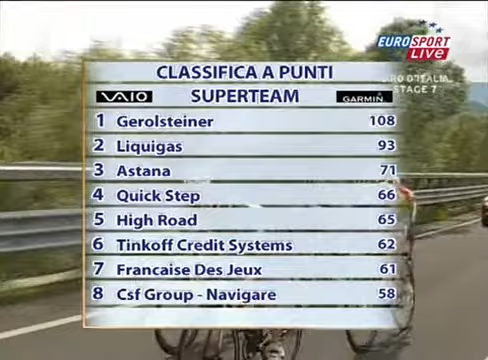 EUROSPORT
LIVE
GIRO D'ITALIA
STAGE 7
CLASSIFICA A PUNTI
VAIO SUPERTEAM GARMIN
1 Gerolsteiner 108
2 Liquigas 93
3 Astana 71
4 Quick Step 66
5 High Road 65
6 Tinkoff Credit Systems 62
7 Francaise Des Jeux 61
8 Csf Group - Navigare 58